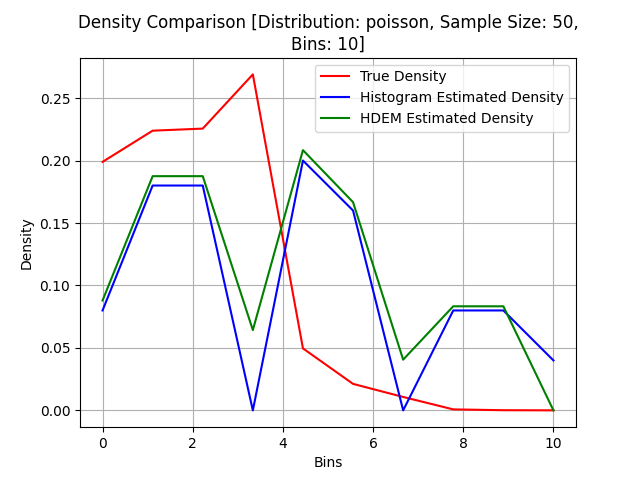 Density Comparison [Distribution: poisson, Sample Size: 50,
Bins: 10]
True Density
Histogram Estimated Density
HDEM Estimated Density
Density
0.25
0.20
0.15
0.10
0.05
0.00
0 2 4 6 8 10
Bins